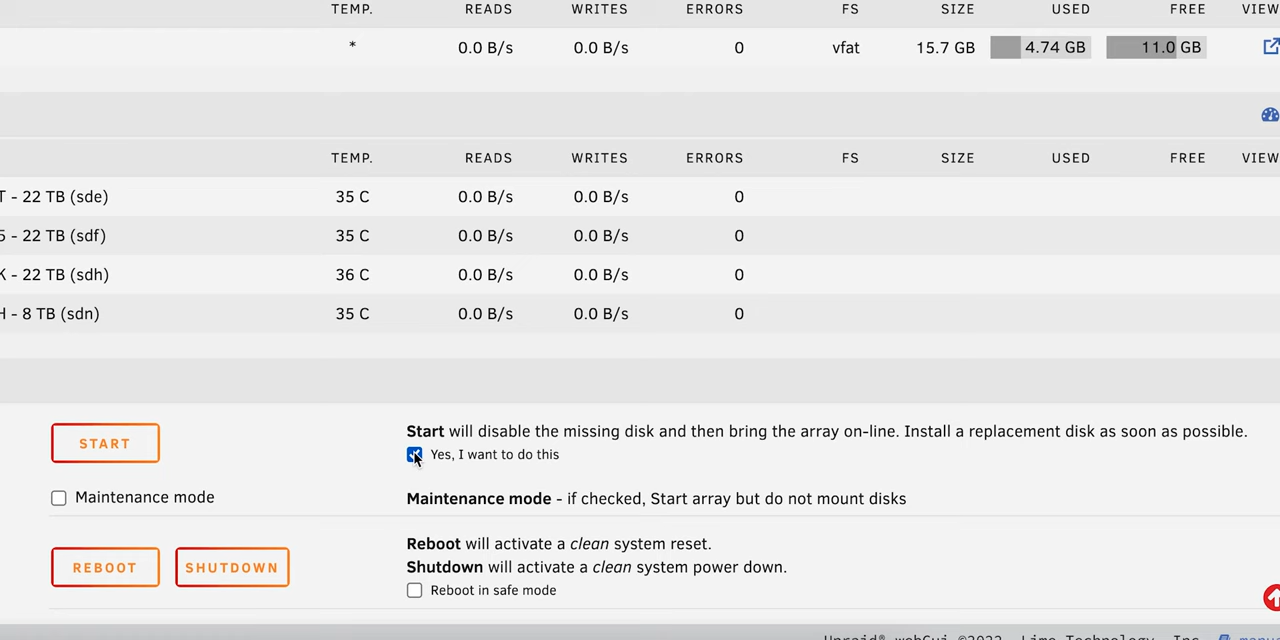 TEMP. READS WRITES ERRORS FS SIZE USED FREE VIEW
* 0.0 B/s 0.0 B/s 0 vfat 15.7 GB 4.74 GB 11.0 GB
TEMP. READS WRITES ERRORS FS SIZE USED FREE VIEW
T - 22 TB (sde) 35 C 0.0 B/s 0.0 B/s 0
5 - 22 TB (sdf) 35 C 0.0 B/s 0.0 B/s 0
K - 22 TB (sdh) 36 C 0.0 B/s 0.0 B/s 0
H - 8 TB (sdn) 35 C 0.0 B/s 0.0 B/s 0
START Start will disable the missing disk and then bring the array on-line. Install a replacement disk as soon as possible.
Yes, I want to do this
Maintenance mode Maintenance mode - if checked, Start array but do not mount disks
Reboot will activate a clean system reset.
REBOOT SHUTDOWN Shutdown will activate a clean system power down.
Reboot in safe mode
Unraid® webGui Lime Technology, Inc.